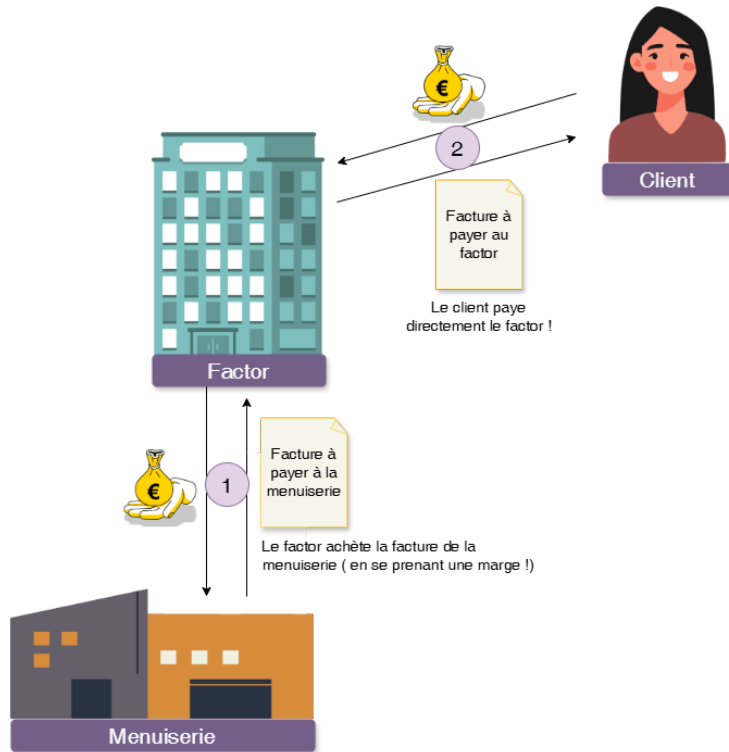 €
2
Client
Facture à
payer au
factor
Le client paye
directement le factor !
Factor
€
1
Facture à
payer à la
menuiserie
Le factor achète la facture de la
menuiserie ( en se prenant une marge !)
Menuiserie